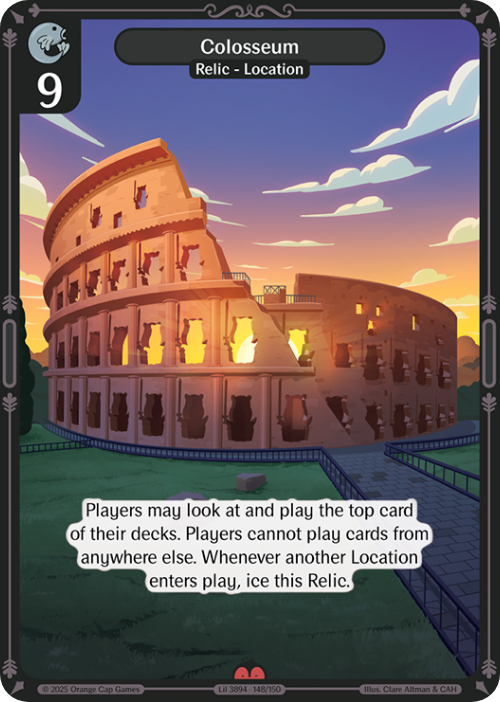 Colosseum
Relic - Location
9
Players may look at and play the top card
of their decks. Players cannot play cards from
anywhere else. Whenever another Location
enters play, ice this Relic.
© 2025 Orange Cap Games
Lil 3894 · 148/150
Illus. Clare Altman & CAH